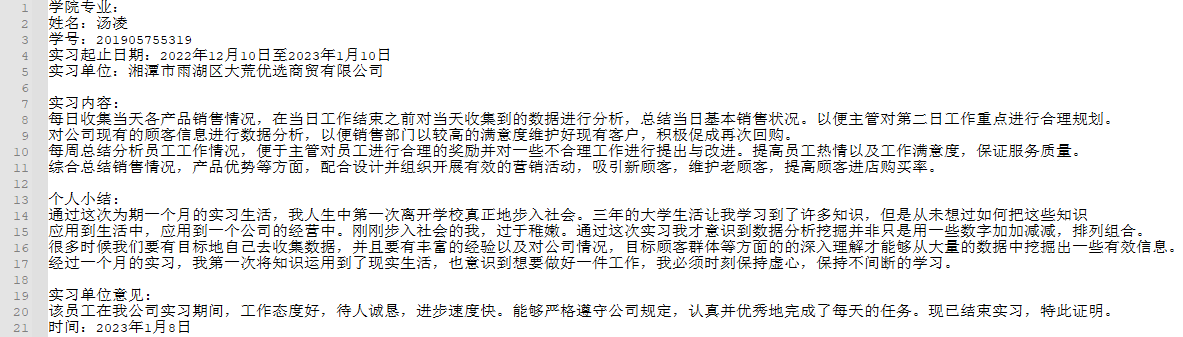 1 学院专业：
2 姓名：汤凌
3 学号：201905755319
4 实习起止日期：2022年12月10日至2023年1月10日
5 实习单位：湘潭市雨湖区大荒优选商贸有限公司
6
7 实习内容：
8 每日收集当天各产品销售情况，在当日工作结束之前对当天收集到的数据进行分析，总结当日基本销售状况。以便主管对第二日工作重点进行合理规划。
9 对公司现有的顾客信息进行数据分析，以便销售部门以较高的满意度维护好现有客户，积极促成再次回购。
10 每周总结分析员工工作情况，便于主管对员工进行合理的奖励并对一些不合理工作进行提出与改进。提高员工热情以及工作满意度，保证服务质量。
11 综合总结销售情况，产品优势等方面，配合设计并组织开展有效的营销活动，吸引新顾客，维护老顾客，提高顾客进店购买率。
12
13 个人小结：
14 通过这次为期一个月的实习生活，我人生中第一次离开学校真正地步入社会。三年的大学生活让我学习到了许多知识，但是从未想过如何把这些知识
15 应用到生活中，应用到一个公司的经营中。刚刚步入社会的我，过于稚嫩。通过这次实习我才意识到数据分析挖掘并非只是用一些数字加加减减，排列组合。
16 很多时候我们要有目标地自己去收集数据，并且要有丰富的经验以及对公司情况，目标顾客群体等方面的的深入理解才能够从大量的数据中挖掘出一些有效信息。
17 经过一个月的实习，我第一次将知识运用到了现实生活，也意识到想要做好一件工作，我必须时刻保持虚心，保持不间断的学习。
18
19 实习单位意见：
20 该员工在我公司实习期间，工作态度好，待人诚恳，进步速度快。能够严格遵守公司规定，认真并优秀地完成了每天的任务。现已结束实习，特此证明。
21 时间：2023年1月8日